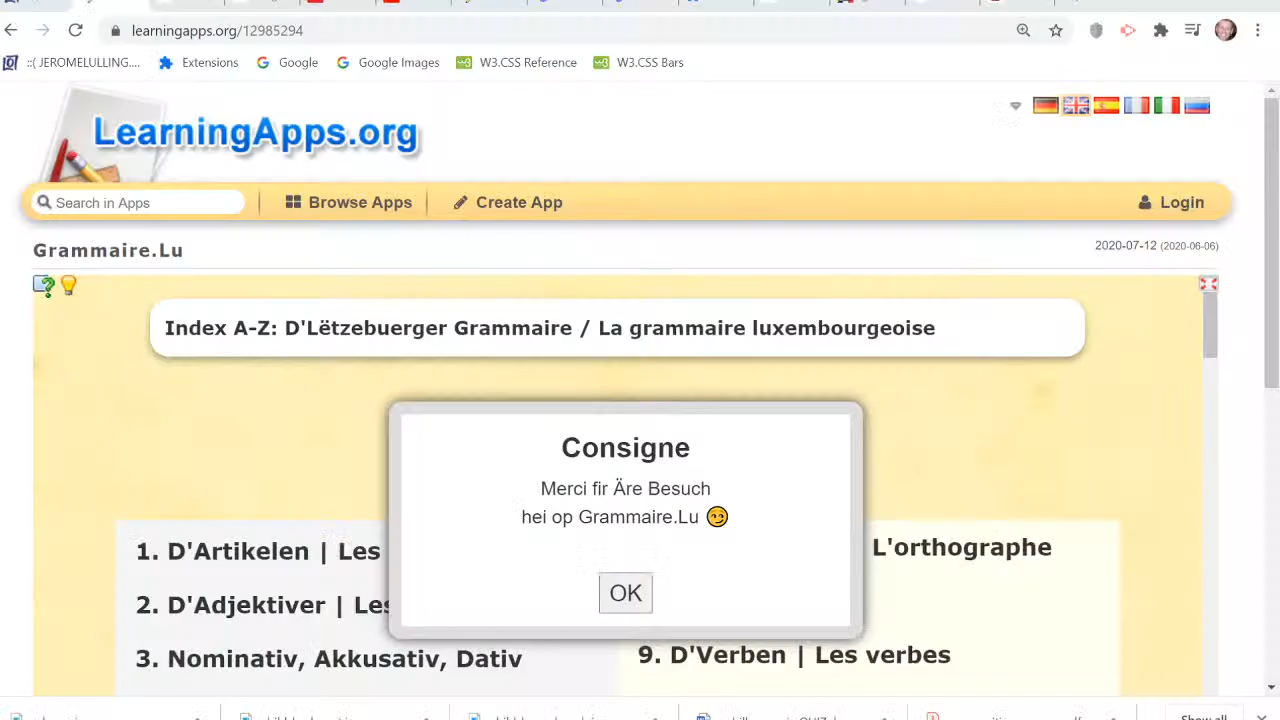 learningapps.org/12985294
::( JEROMELULLING....
Extensions
Google
Google Images
W3.CSS Reference
W3.CSS Bars
LearningApps.org
Search in Apps
Browse Apps
Create App
Login
Grammaire.Lu
2020-07-12 (2020-06-06)
Index A-Z: D'Lëtzebuerger Grammaire / La grammaire luxembourgeoise
Consigne
Merci fir Äre Besuch
hei op Grammaire.Lu 😏
OK
1. D'Artikelen | Les
2. D'Adjektiver | Les
3. Nominativ, Akkusativ, Dativ
L'orthographe
9. D'Verben | Les verbes
Show all